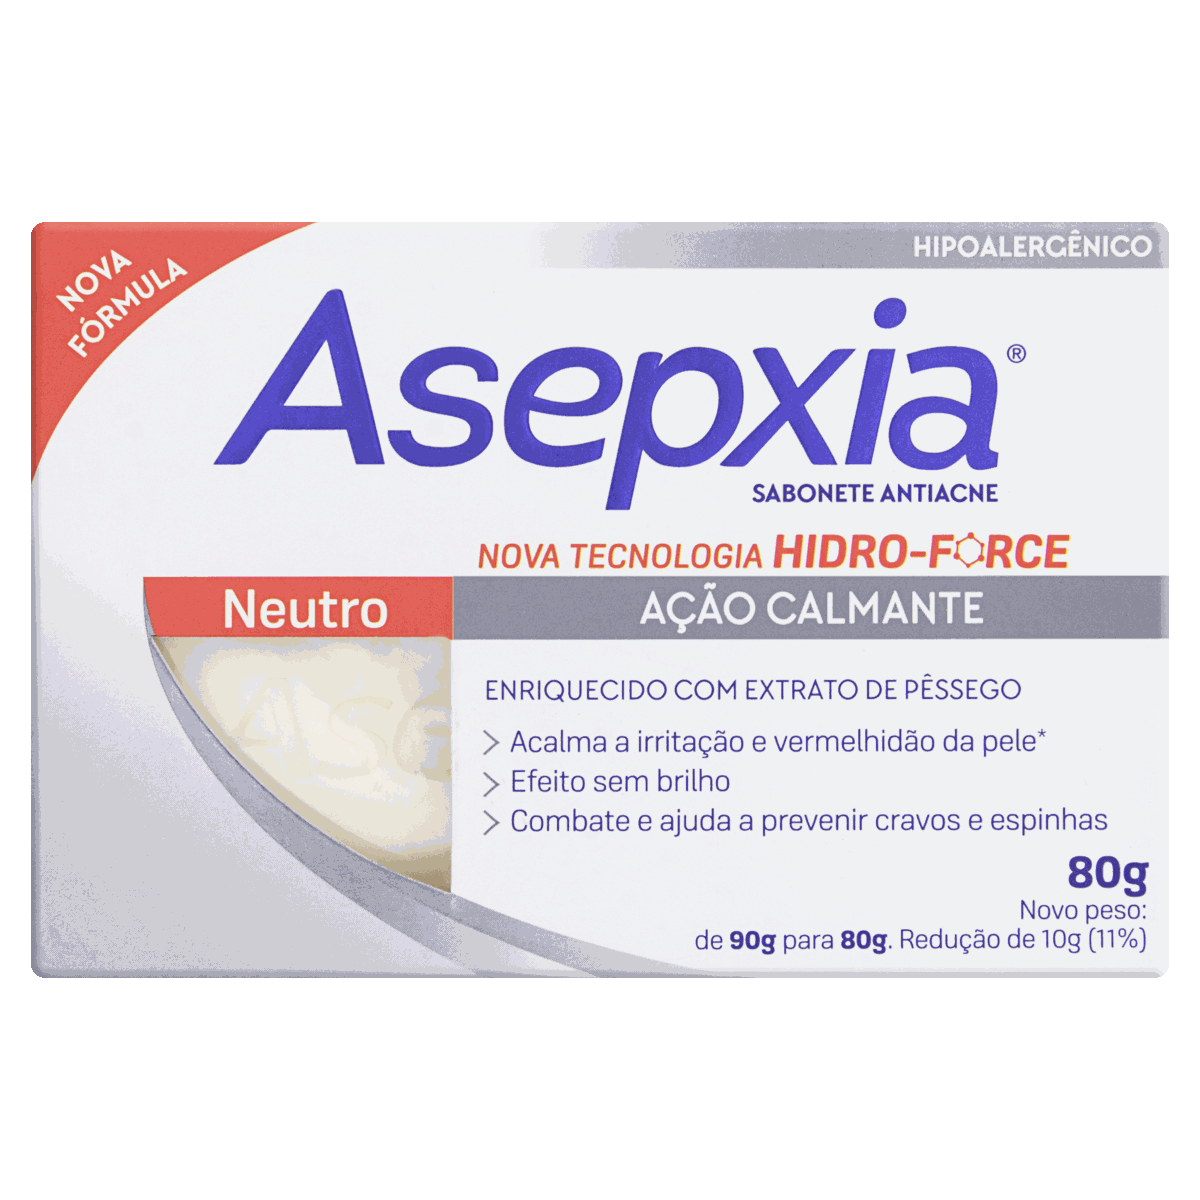 NOVA
FÓRMULA
HIPOALERGÊNICO
Asepxia®
SABONETE ANTIACNE
NOVA TECNOLOGIA HIDRO-FORCE
Neutro
AÇÃO CALMANTE
ENRIQUECIDO COM EXTRATO DE PÊSSEGO
Acalma a irritação e vermelhidão da pele*
Efeito sem brilho
Combate e ajuda a prevenir cravos e espinhas
80g
Novo peso:
de 90g para 80g. Redução de 10g (11%)